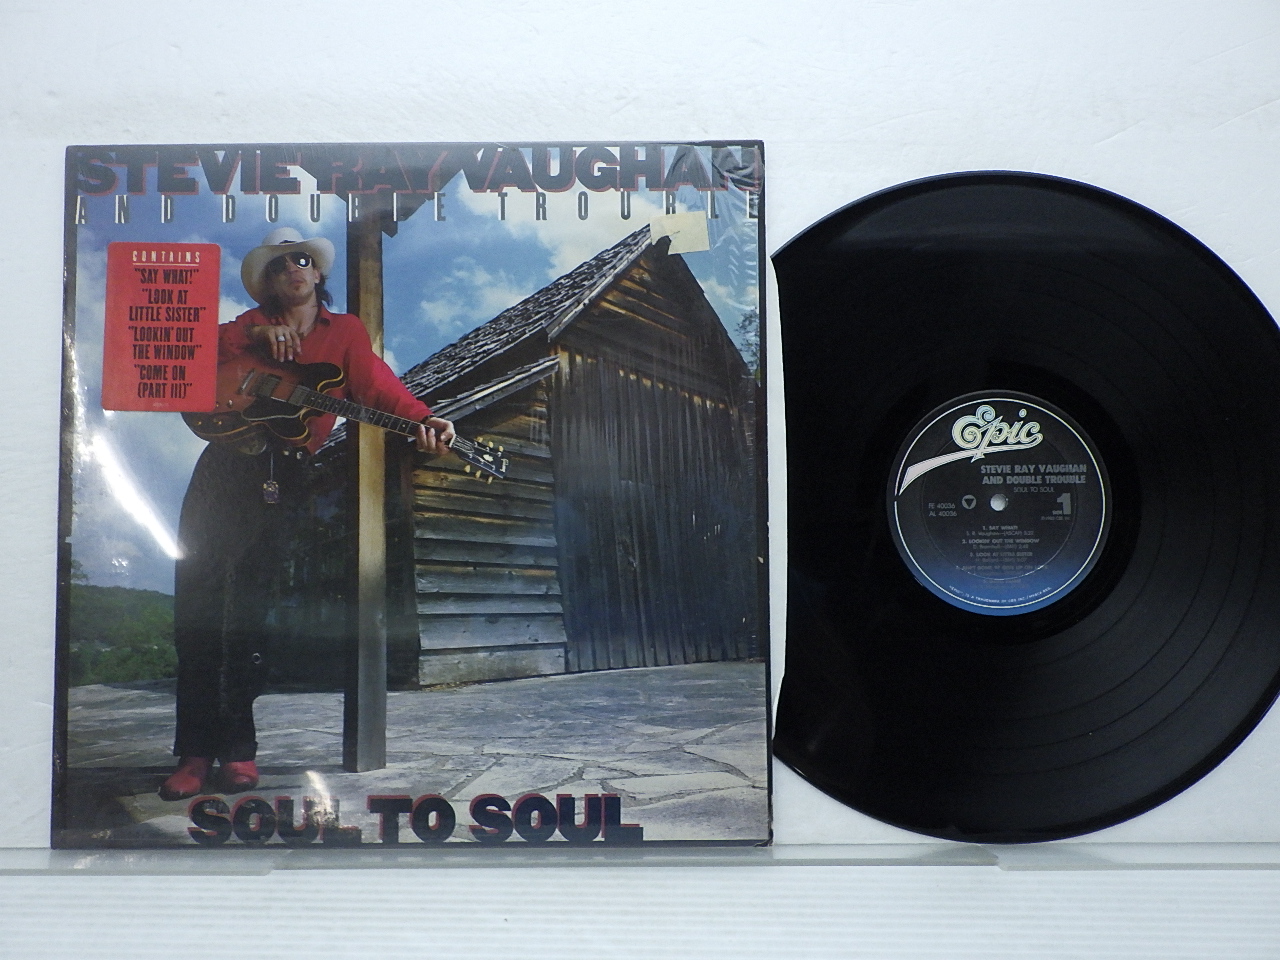 STEVIE RAY VAUGHAN
AND DOUBLE TROUBLE
CONTAINS
"SAY WHAT!"
"LOOK AT
LITTLE SISTER"
"LOOKIN' OUT
THE WINDOW"
"COME ON
(PART III)"
SOUL TO SOUL
Epic
STEVIE RAY VAUGHAN
AND DOUBLE TROUBLE
SOUL TO SOUL
FE 40036
AL 40036
SIDE 1
1. SAY WHAT!
2. LOOKIN' OUT THE WINDOW
3. LOOK AT LITTLE SISTER